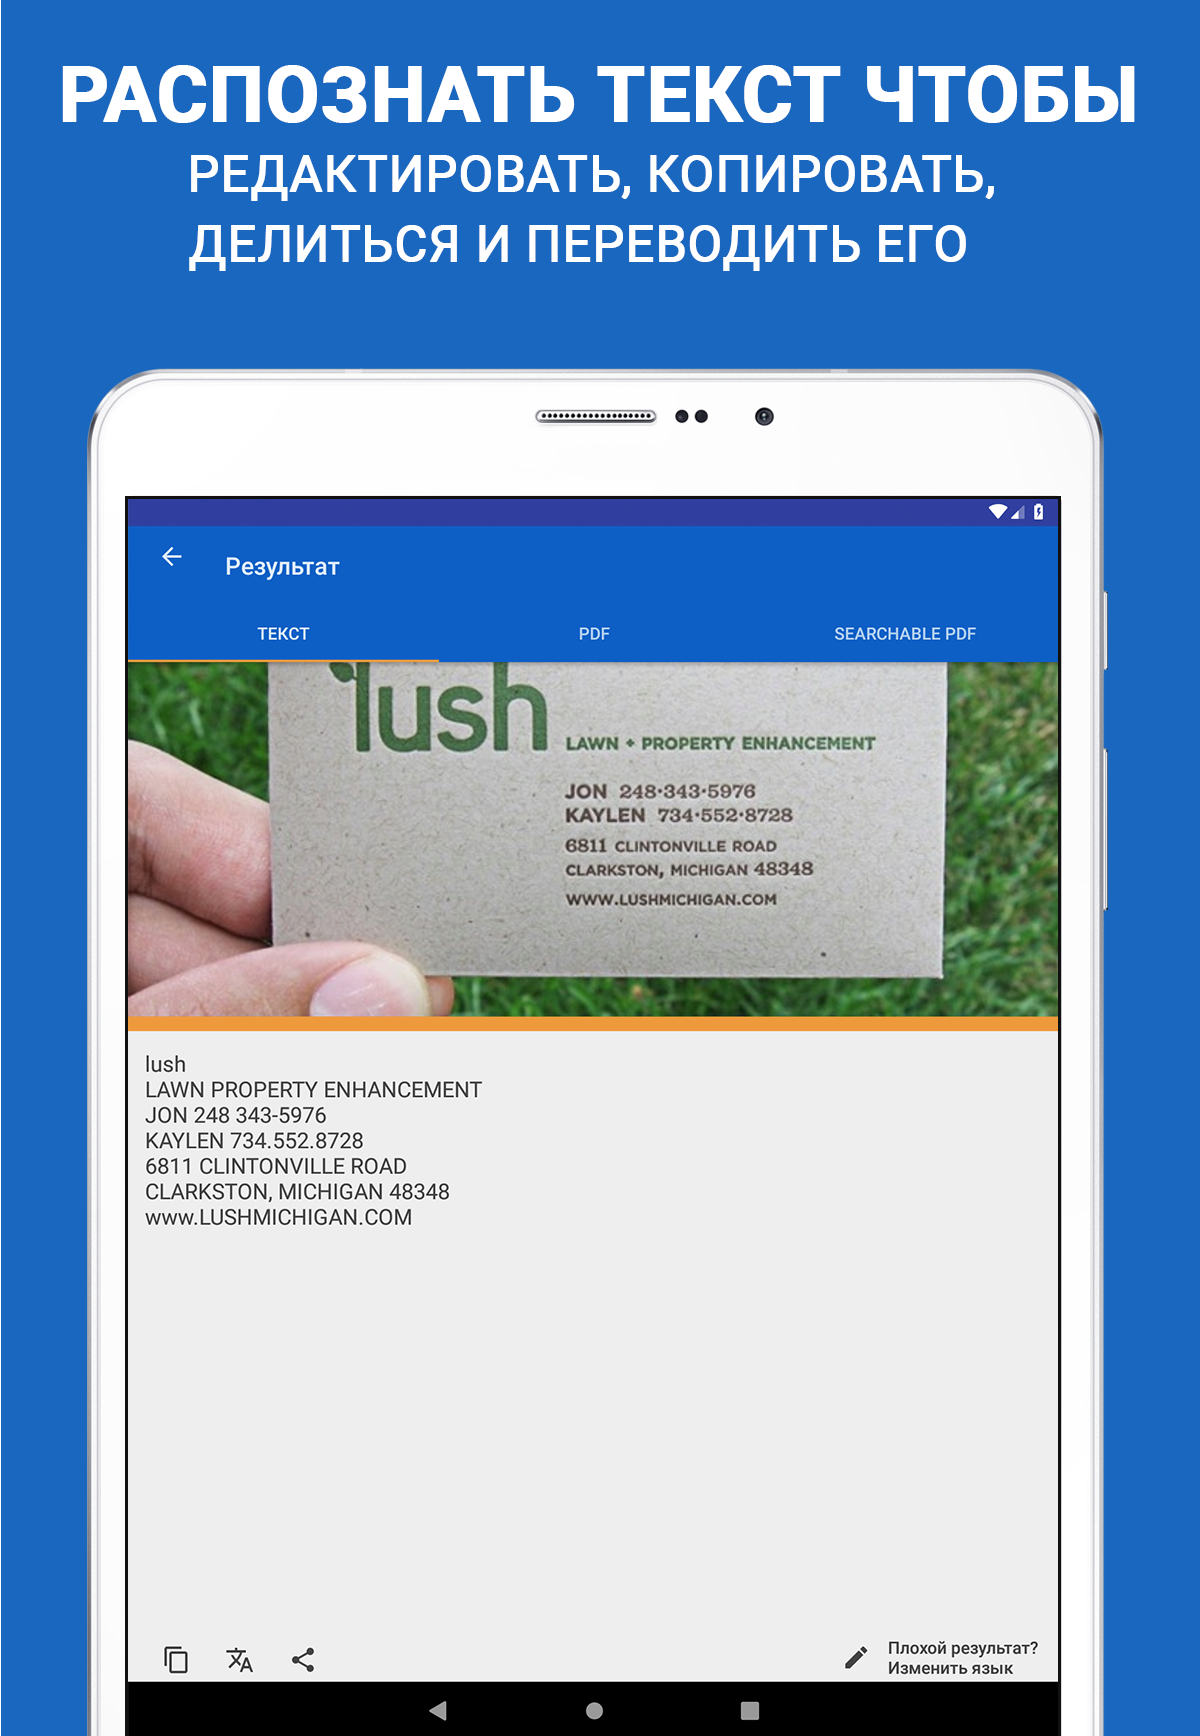 РАСПОЗНАТЬ ТЕКСТ ЧТОБЫ
РЕДАКТИРОВАТЬ, КОПИРОВАТЬ,
ДЕЛИТЬСЯ И ПЕРЕВОДИТЬ ЕГО
Результат
ТЕКСТ
PDF
SEARCHABLE PDF
lush
LAWN + PROPERTY ENHANCEMENT
JON 248·343·5976
KAYLEN 734·552·8728
6811 CLINTONVILLE ROAD
CLARKSTON, MICHIGAN 48348
WWW.LUSHMICHIGAN.COM
lush
LAWN PROPERTY ENHANCEMENT
JON 248 343-5976
KAYLEN 734.552.8728
6811 CLINTONVILLE ROAD
CLARKSTON, MICHIGAN 48348
www.LUSHMICHIGAN.COM
Плохой результат?
Изменить язык